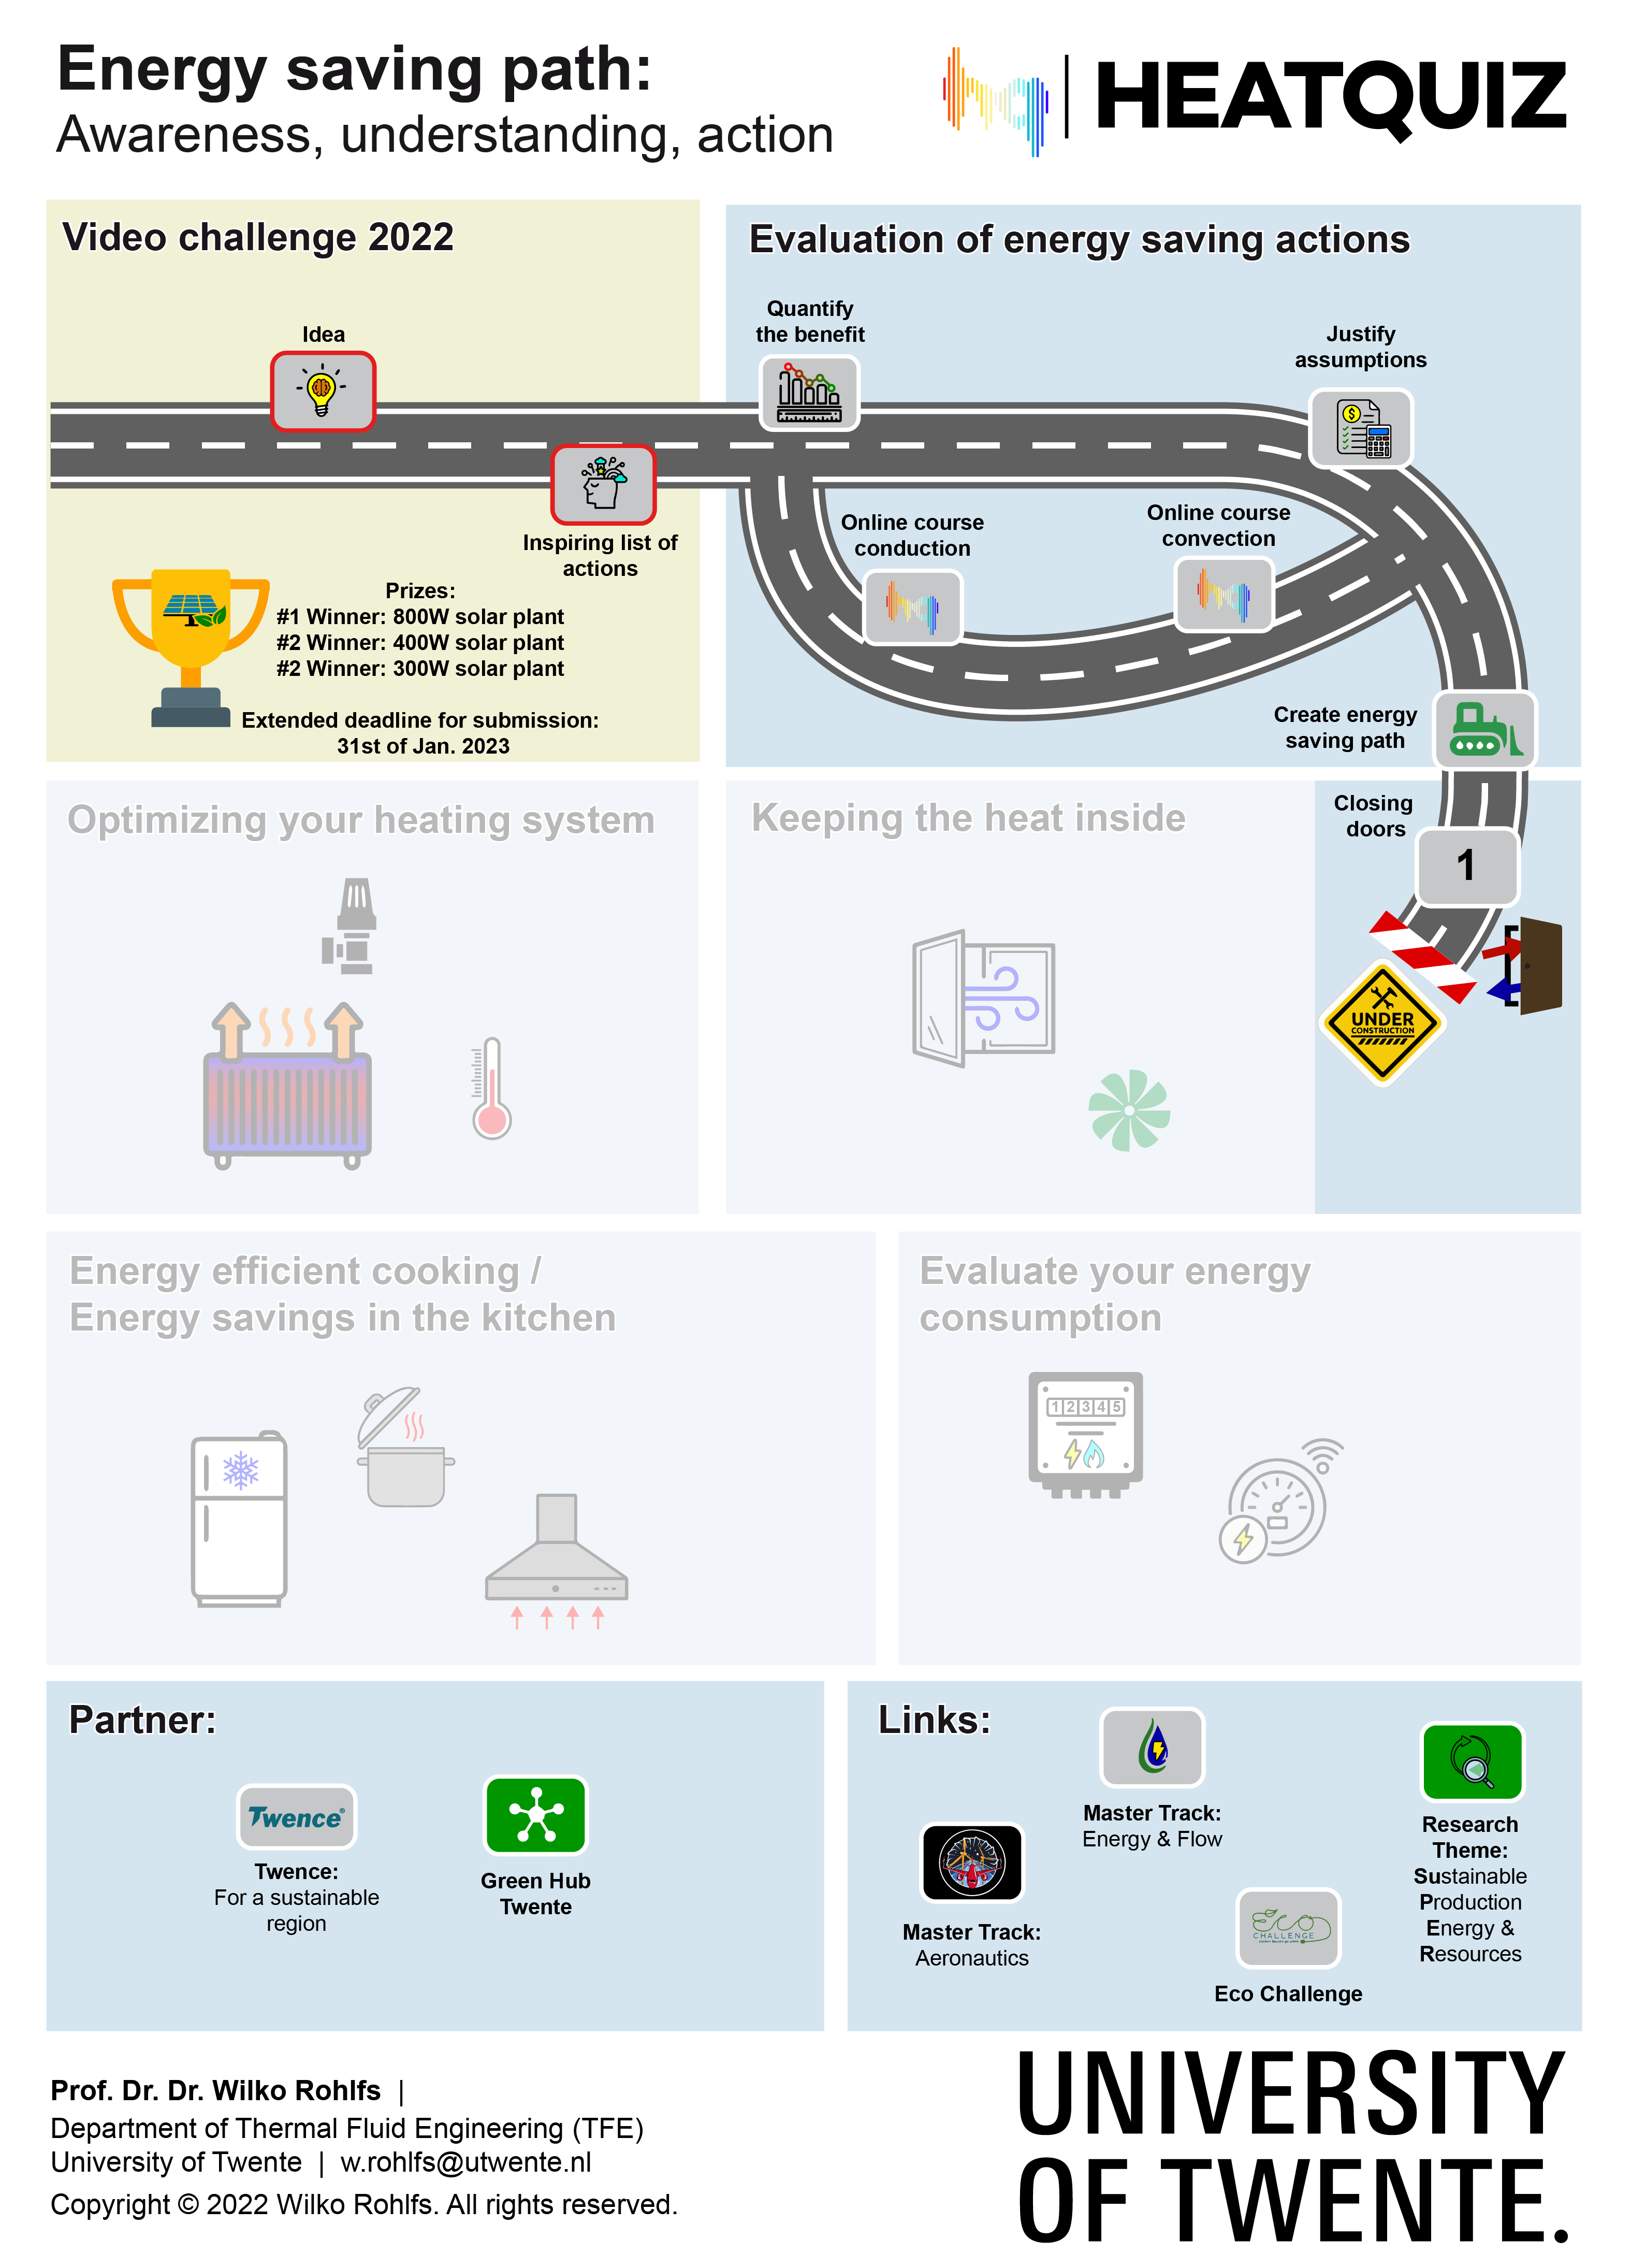 Energy saving path:
Awareness, understanding, action
HEATQUIZ
Video challenge 2022
Idea
Inspiring list of
actions
Prizes:
#1 Winner: 800W solar plant
#2 Winner: 400W solar plant
#2 Winner: 300W solar plant
Extended deadline for submission:
31st of Jan. 2023
Evaluation of energy saving actions
Quantify
the benefit
Justify
assumptions
Online course
conduction
Online course
convection
Create energy
saving path
Optimizing your heating system
Keeping the heat inside
Closing
doors
1
UNDER
CONSTRUCTION
Energy efficient cooking /
Energy savings in the kitchen
Evaluate your energy
consumption
1 2 3 4 5
Partner:
Twence®
Twence:
For a sustainable
region
Green Hub
Twente
Links:
Master Track:
Aeronautics
Master Track:
Energy & Flow
eco
CHALLENGE
Eco Challenge
Research
Theme:
Sustainable
Production
Energy &
Resources
Prof. Dr. Dr. Wilko Rohlfs |
Department of Thermal Fluid Engineering (TFE)
University of Twente | w.rohlfs@utwente.nl
Copyright © 2022 Wilko Rohlfs. All rights reserved.
UNIVERSITY
OF TWENTE.